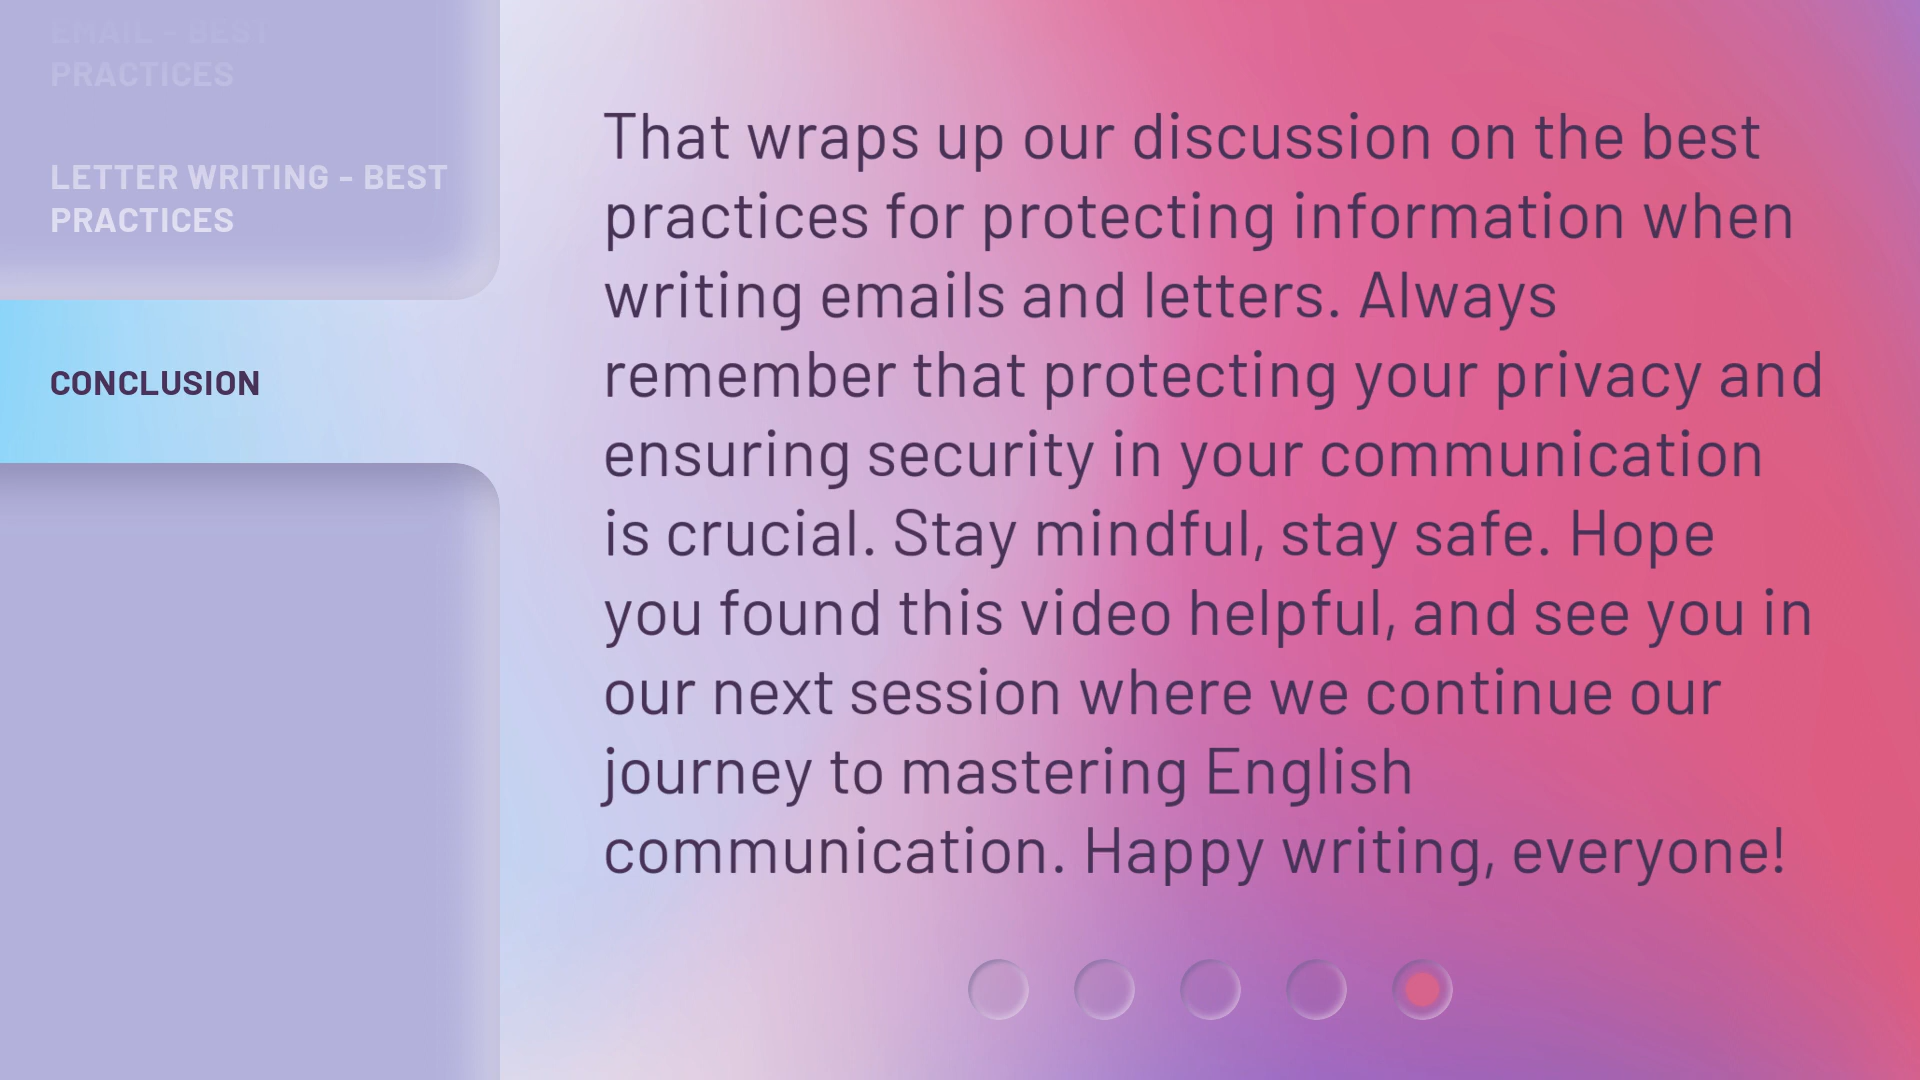 EMAIL - BEST
PRACTICES
LETTER WRITING - BEST
PRACTICES
CONCLUSION
That wraps up our discussion on the best
practices for protecting information when
writing emails and letters. Always
remember that protecting your privacy and
ensuring security in your communication
is crucial. Stay mindful, stay safe. Hope
you found this video helpful, and see you in
our next session where we continue our
journey to mastering English
communication. Happy writing, everyone!